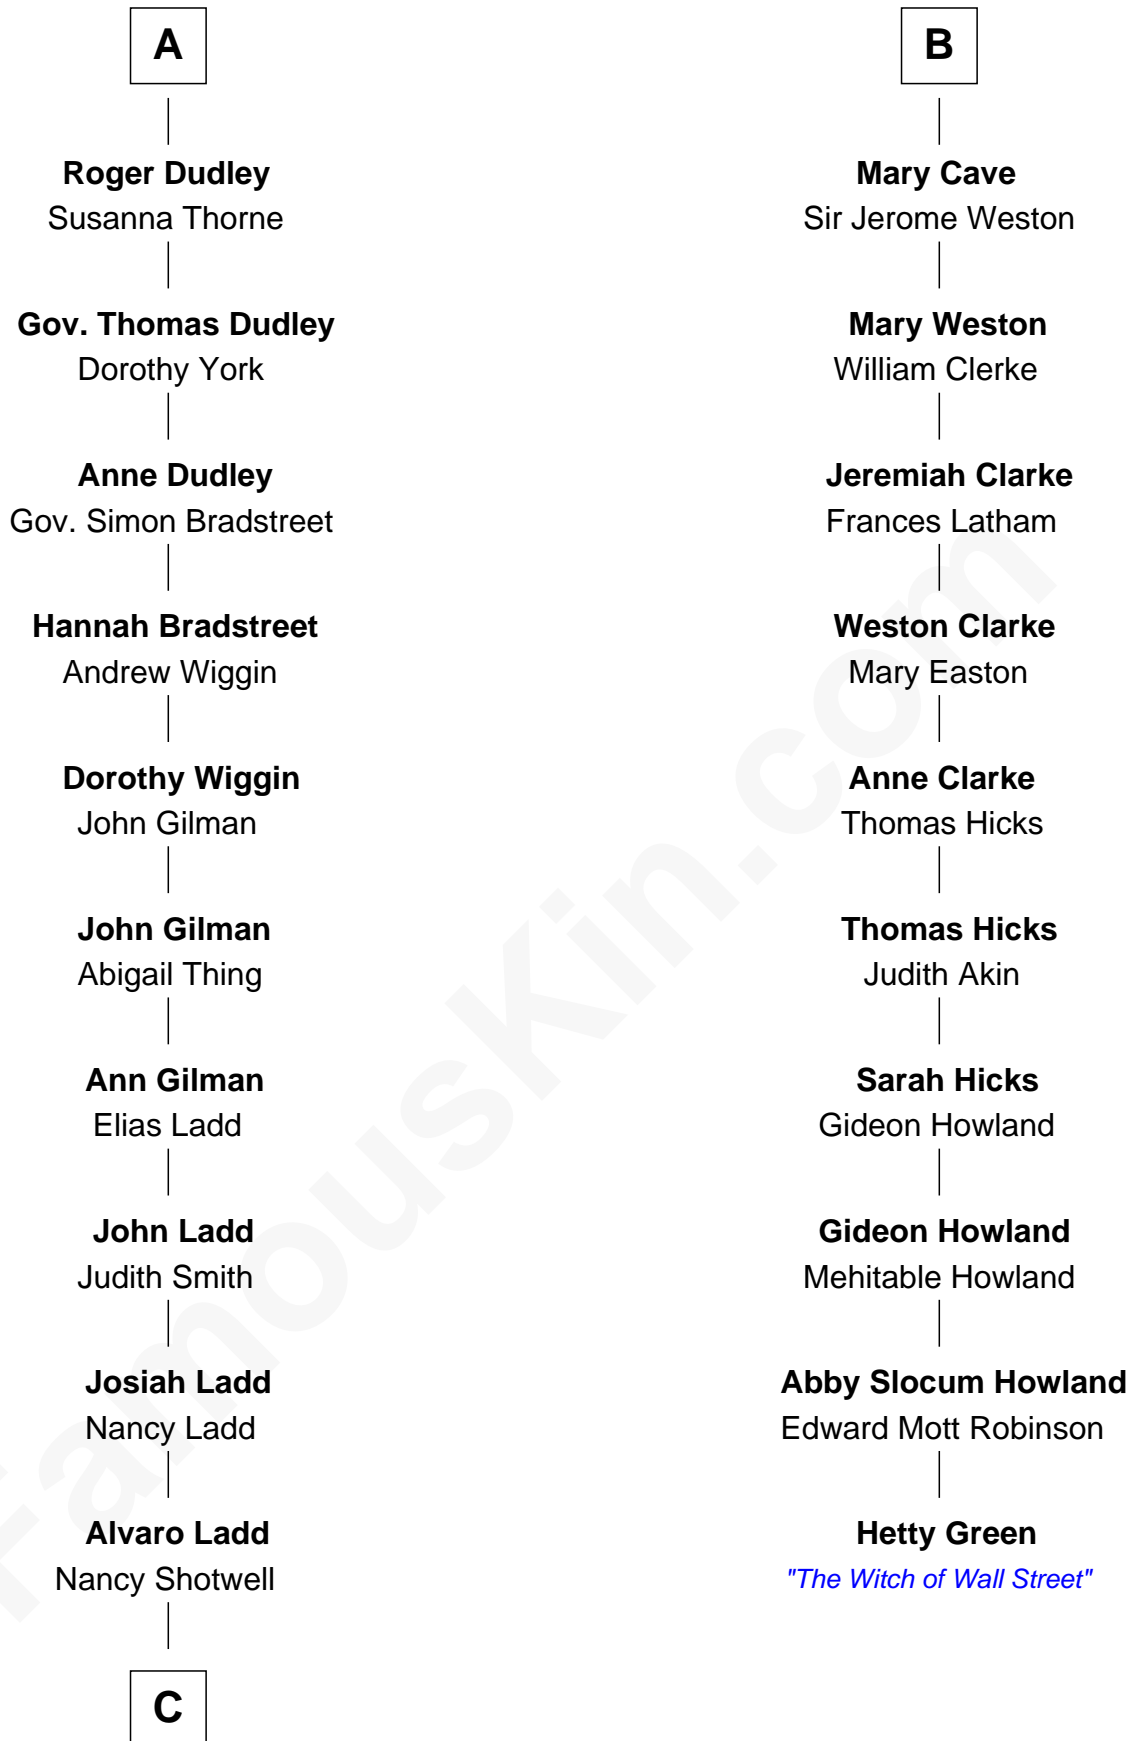 A
Roger Dudley
Susanna Thorne
Gov. Thomas Dudley
Dorothy York
Anne Dudley
Gov. Simon Bradstreet
Hannah Bradstreet
Andrew Wiggin
Dorothy Wiggin
John Gilman
John Gilman
Abigail Thing
Ann Gilman
Elias Ladd
John Ladd
Judith Smith
Josiah Ladd
Nancy Ladd
Alvaro Ladd
Nancy Shotwell
C
B
Mary Cave
Sir Jerome Weston
Mary Weston
William Clerke
Jeremiah Clarke
Frances Latham
Weston Clarke
Mary Easton
Anne Clarke
Thomas Hicks
Thomas Hicks
Judith Akin
Sarah Hicks
Gideon Howland
Gideon Howland
Mehitable Howland
Abby Slocum Howland
Edward Mott Robinson
Hetty Green
"The Witch of Wall Street"
FamousKin.com